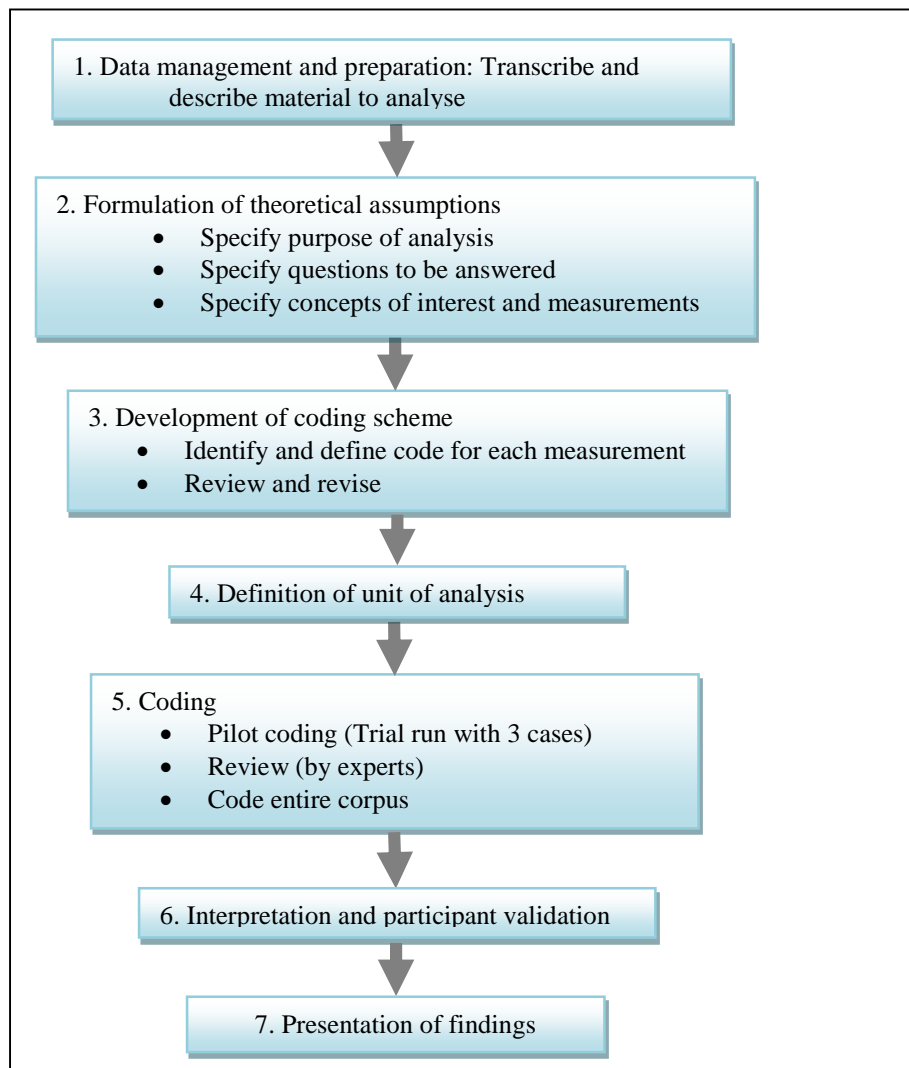 1. Data management and preparation: Transcribe and
describe material to analyse
2. Formulation of theoretical assumptions
• Specify purpose of analysis
• Specify questions to be answered
• Specify concepts of interest and measurements
3. Development of coding scheme
• Identify and define code for each measurement
• Review and revise
4. Definition of unit of analysis
5. Coding
• Pilot coding (Trial run with 3 cases)
• Review (by experts)
• Code entire corpus
6. Interpretation and participant validation
7. Presentation of findings